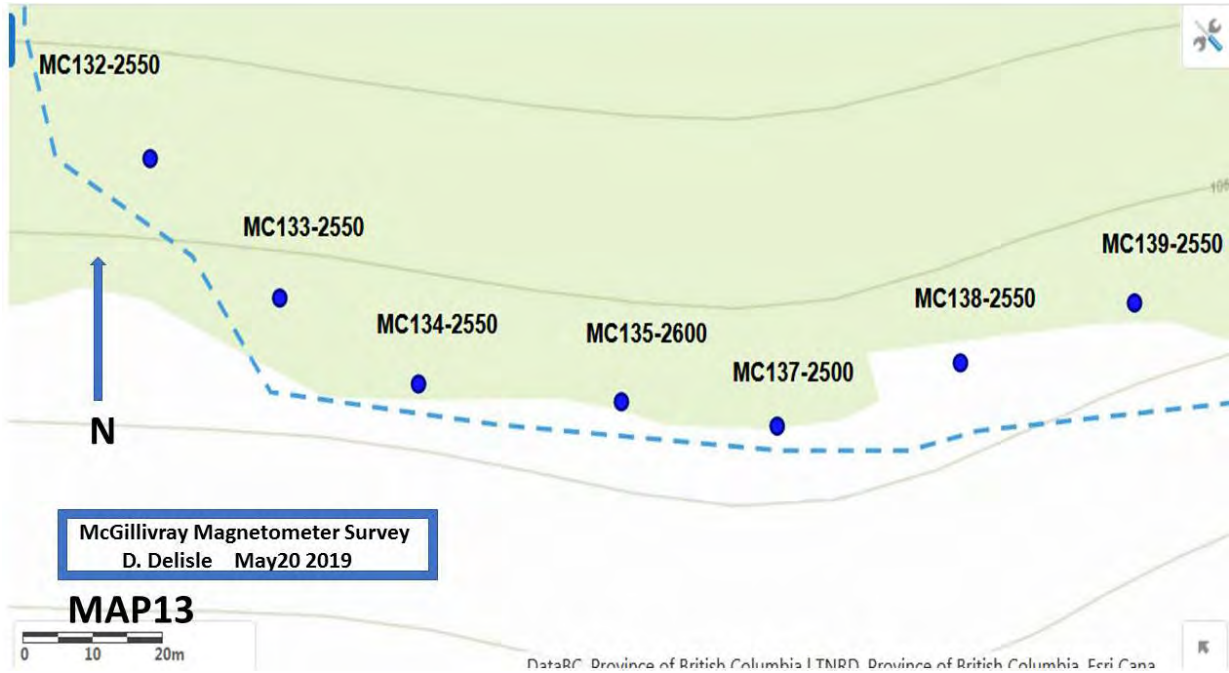 MC132-2550
MC133-2550
MC139-2550
MC138-2550
MC134-2550
MC135-2600
MC137-2500
N
McGillivray Magnetometer Survey
D. Delisle May20 2019
MAP13
0 10 20m
DataBC, Province of British Columbia | TNRD, Province of British Columbia, Esri Cana